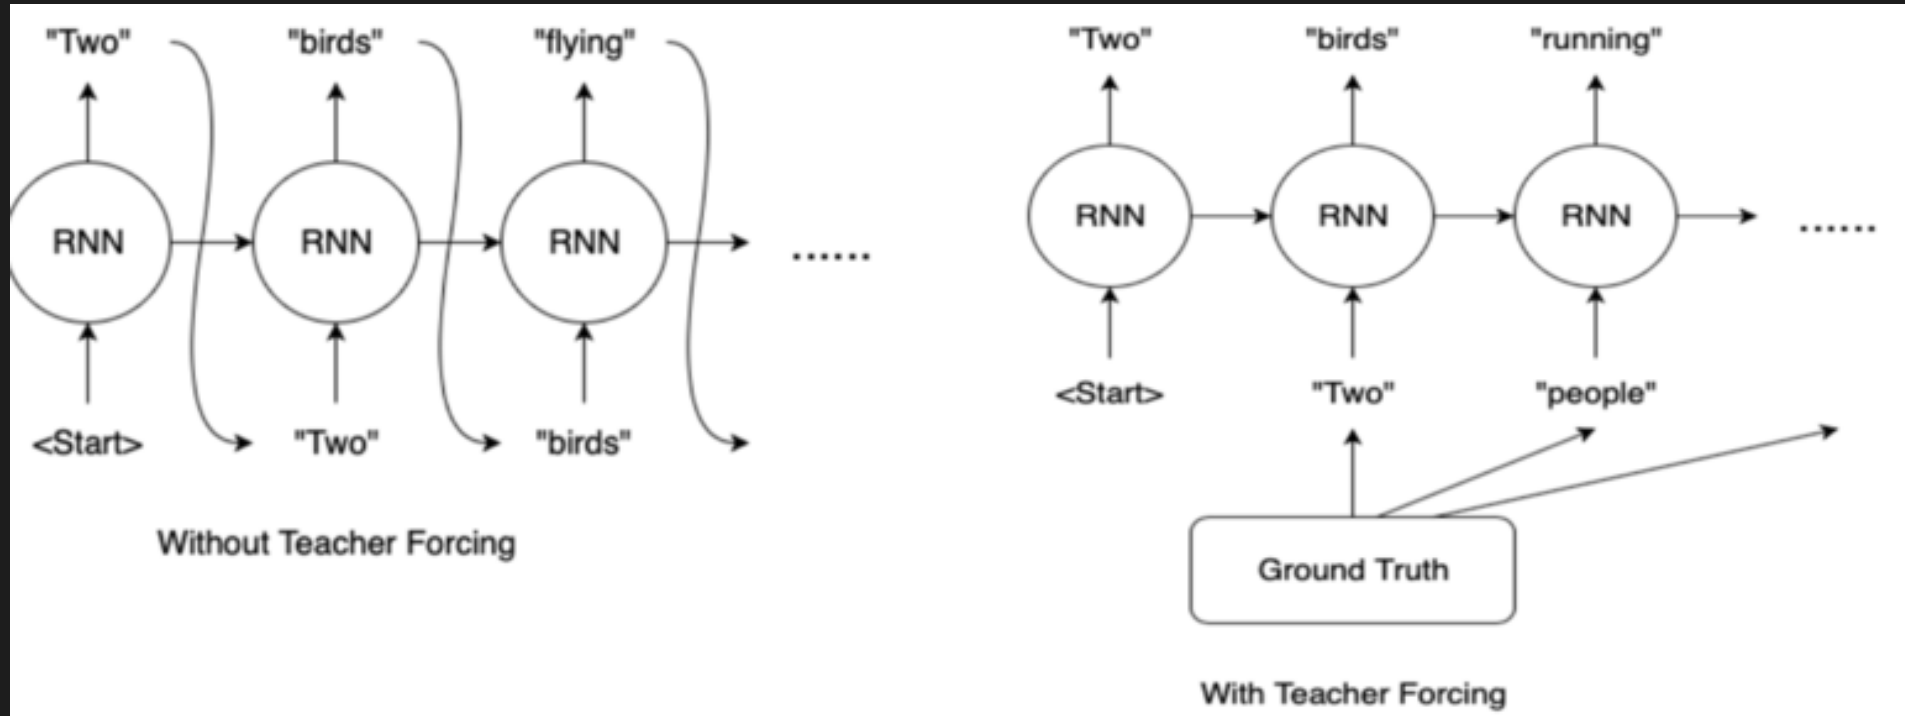 "Two" "birds" "flying"
RNN RNN RNN ......
<Start> "Two" "birds"
Without Teacher Forcing
"Two" "birds" "running"
RNN RNN RNN ......
<Start> "Two" "people"
Ground Truth
With Teacher Forcing